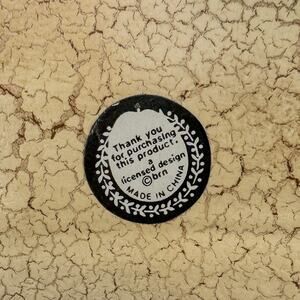 Thank you
for purchasing
this product.
a
licensed design
©brn
MADE IN CHINA